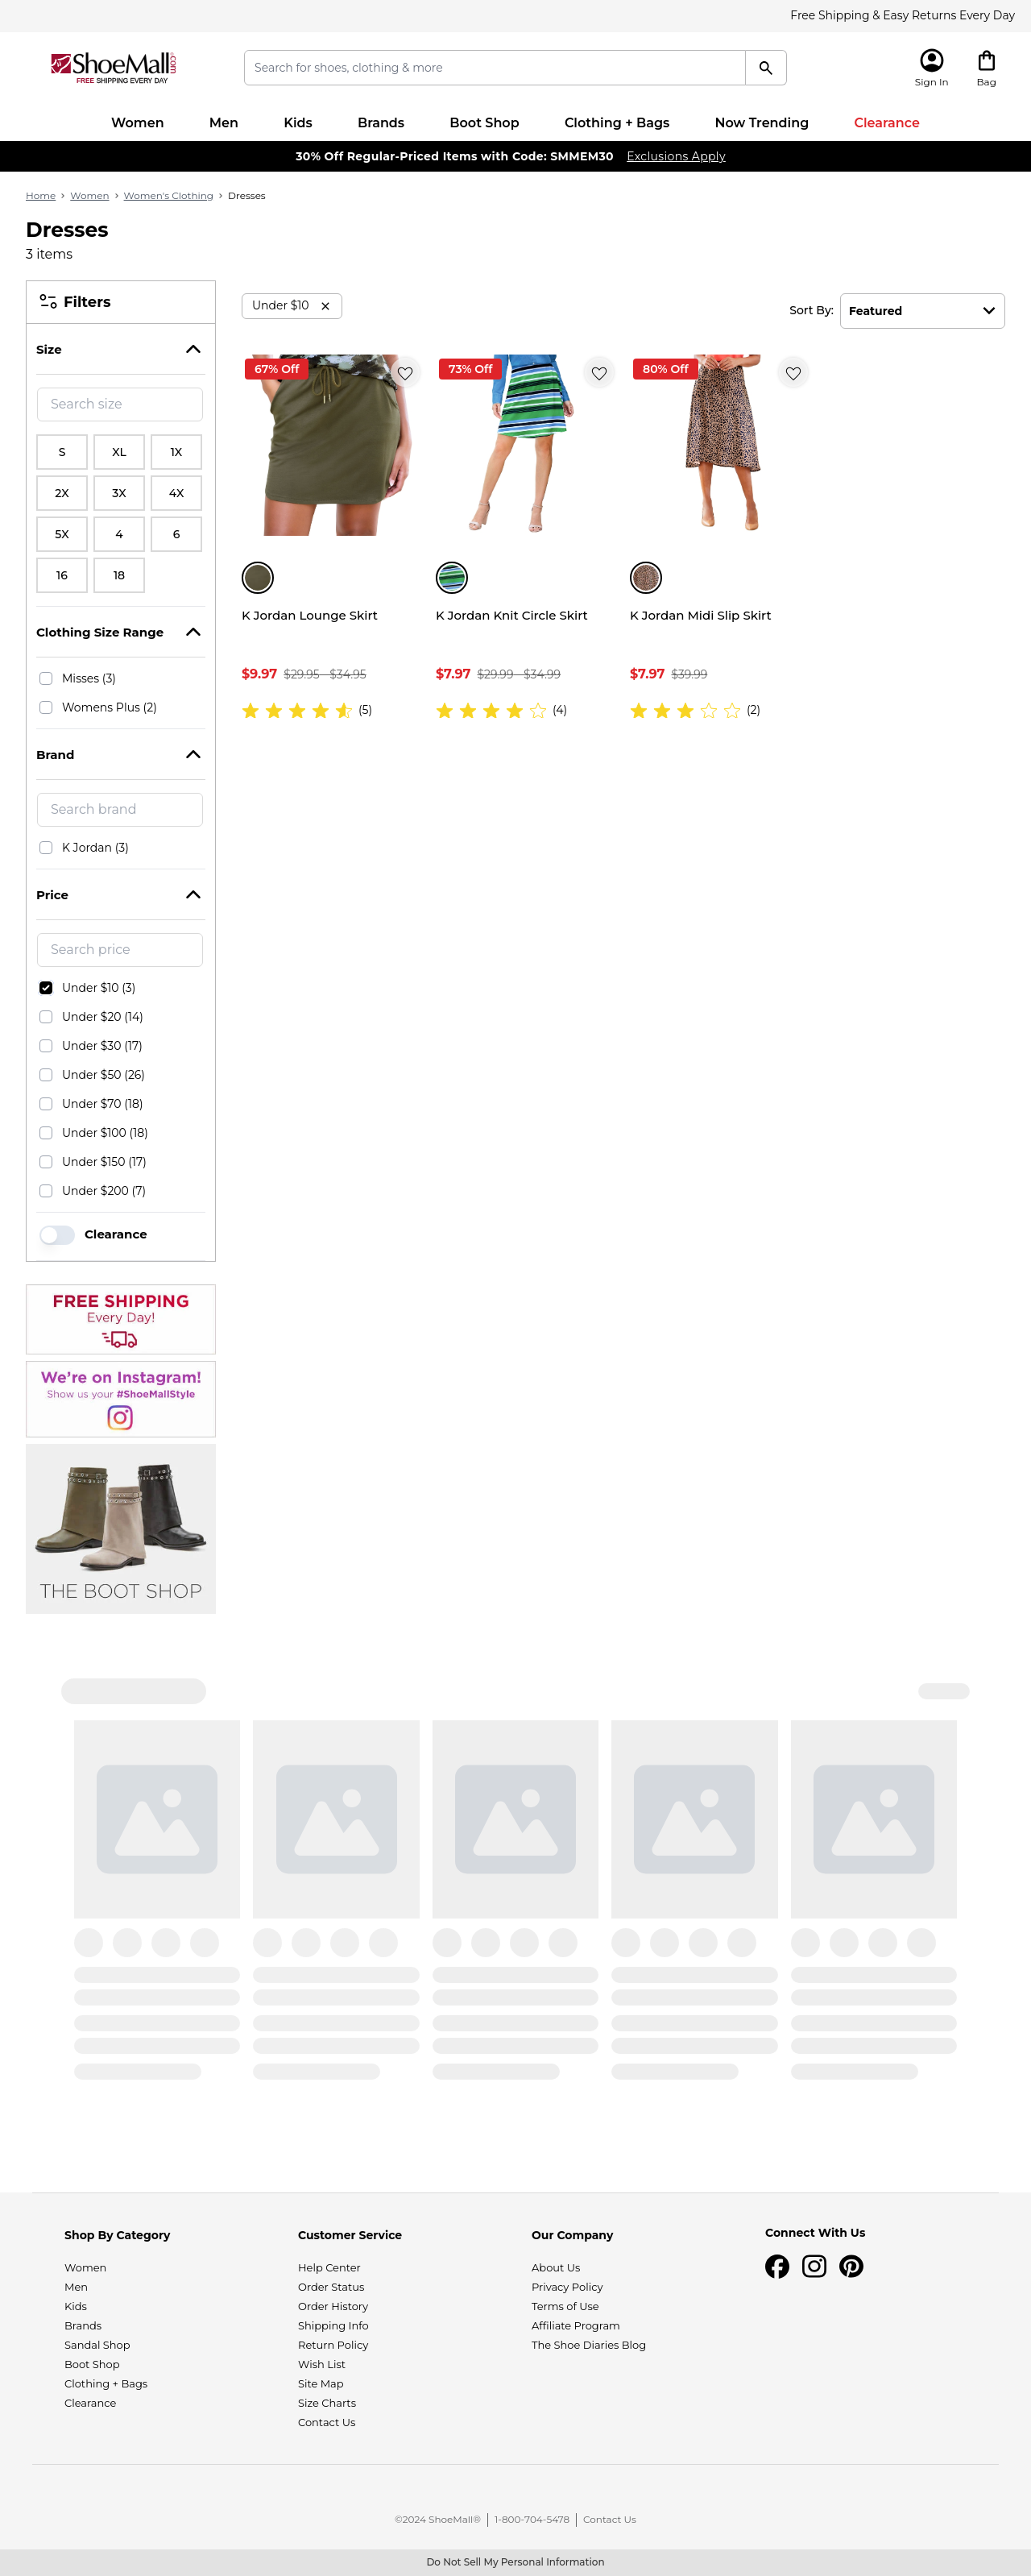 Free Shipping & Easy Returns Every Day
ShoeMall.com
FREE SHIPPING EVERY DAY
Search for shoes, clothing & more
Sign In
Bag
Women Men Kids Brands Boot Shop Clothing + Bags Now Trending Clearance
30% Off Regular-Priced Items with Code: SMMEM30 Exclusions Apply
Home › Women › Women's Clothing › Dresses
Dresses
3 items
Filters
Size
Search size
S XL 1X
2X 3X 4X
5X 4 6
16 18
Clothing Size Range
Misses (3)
Womens Plus (2)
Brand
Search brand
K Jordan (3)
Price
Search price
Under $10 (3)
Under $20 (14)
Under $30 (17)
Under $50 (26)
Under $70 (18)
Under $100 (18)
Under $150 (17)
Under $200 (7)
Clearance
FREE SHIPPING
Every Day!
We're on Instagram!
Show us your #ShoeMallStyle
THE BOOT SHOP
Under $10
Sort By: Featured
67% Off
K Jordan Lounge Skirt
$9.97 $29.95 - $34.95
(5)
73% Off
K Jordan Knit Circle Skirt
$7.97 $29.99 - $34.99
(4)
80% Off
K Jordan Midi Slip Skirt
$7.97 $39.99
(2)
Shop By Category
Women
Men
Kids
Brands
Sandal Shop
Boot Shop
Clothing + Bags
Clearance
Customer Service
Help Center
Order Status
Order History
Shipping Info
Return Policy
Wish List
Site Map
Size Charts
Contact Us
Our Company
About Us
Privacy Policy
Terms of Use
Affiliate Program
The Shoe Diaries Blog
Connect With Us
©2024 ShoeMall® 1-800-704-5478 Contact Us
Do Not Sell My Personal Information